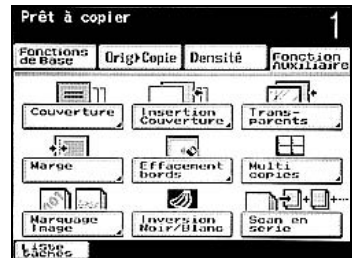 Prêt à copier 1
Fonctions
de Base
Orig▸Copie
Densité
Fonction
Auxiliaire
Couverture
Insertion
Couverture
Trans-
parents
Marge
Effacement
bords
Multi
copies
Marquage
Image
Inversion
Noir/Blanc
Scan en
série
Liste
tâches